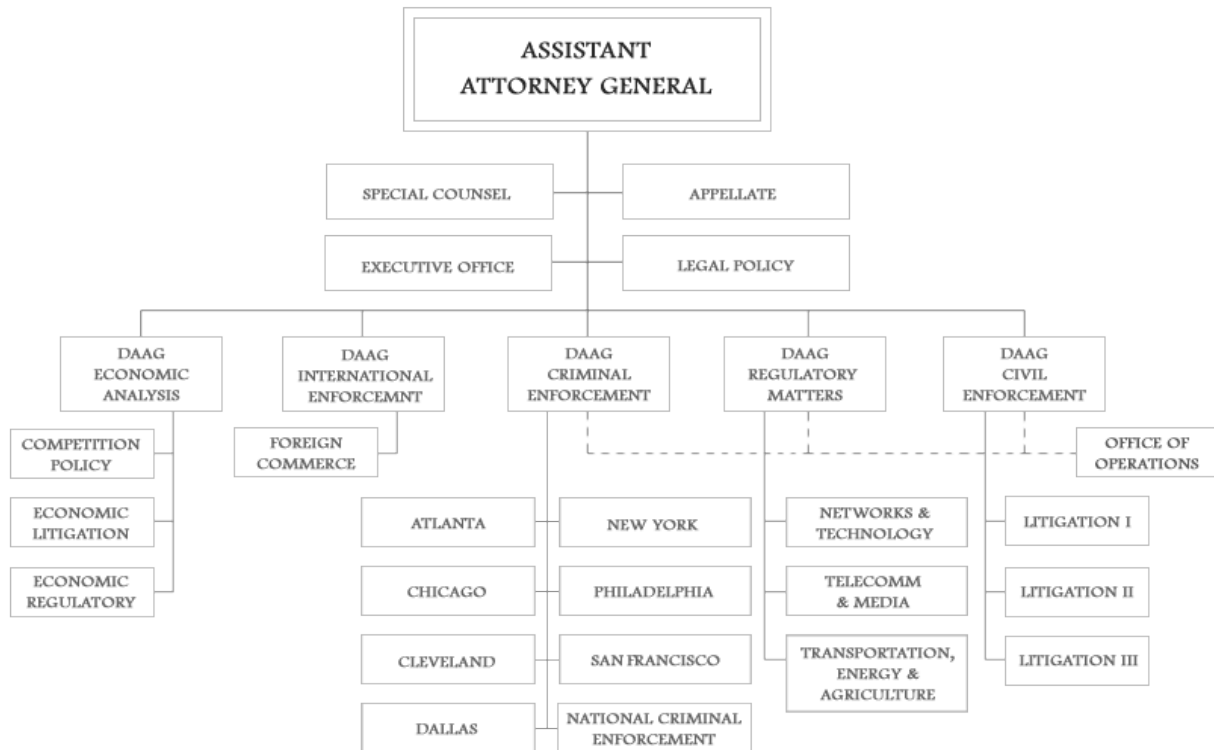 ASSISTANT
ATTORNEY GENERAL
SPECIAL COUNSEL
APPELLATE
EXECUTIVE OFFICE
LEGAL POLICY
DAAG
ECONOMIC
ANALYSIS
DAAG
INTERNATIONAL
ENFORCEMNT
DAAG
CRIMINAL
ENFORCEMENT
DAAG
REGULATORY
MATTERS
DAAG
CIVIL
ENFORCEMENT
COMPETITION
POLICY
FOREIGN
COMMERCE
OFFICE OF
OPERATIONS
ECONOMIC
LITIGATION
ATLANTA
NEW YORK
NETWORKS &
TECHNOLOGY
LITIGATION I
ECONOMIC
REGULATORY
CHICAGO
PHILADELPHIA
TELECOMM
& MEDIA
LITIGATION II
CLEVELAND
SAN FRANCISCO
TRANSPORTATION,
ENERGY &
AGRICULTURE
LITIGATION III
DALLAS
NATIONAL CRIMINAL
ENFORCEMENT